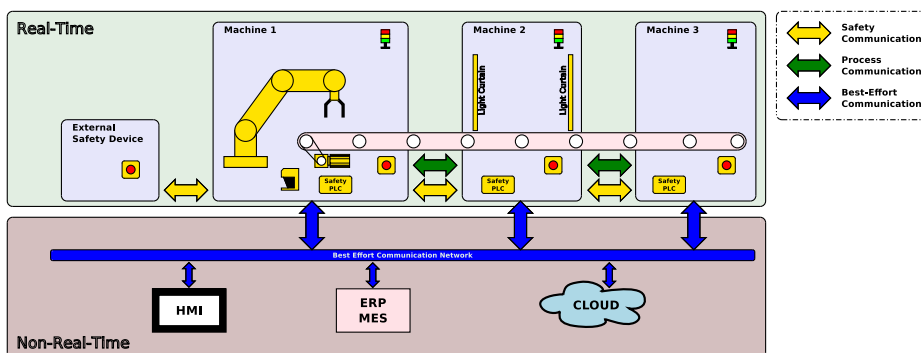 Real-Time
Machine 1
Machine 2
Machine 3
Safety
Communication
Process
Communication
Best-Effort
Communication
Light Curtain
Light Curtain
External
Safety Device
Safety
PLC
Safety
PLC
Safety
PLC
Best Effort Communication Network
HMI
ERP
MES
CLOUD
Non-Real-Time